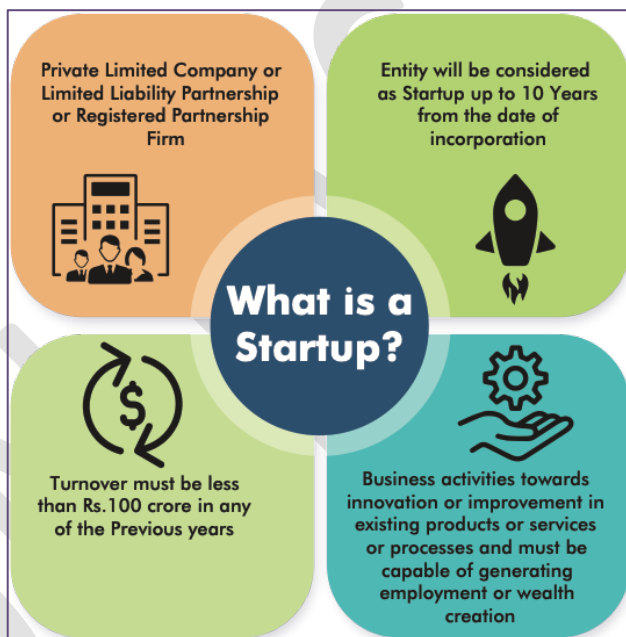 Private Limited Company or
Limited Liability Partnership
or Registered Partnership
Firm
Entity will be considered
as Startup up to 10 Years
from the date of
incorporation
What is a
Startup?
$
Turnover must be less
than Rs.100 crore in any
of the Previous years
Business activities towards
innovation or improvement in
existing products or services
or processes and must be
capable of generating
employment or wealth
creation